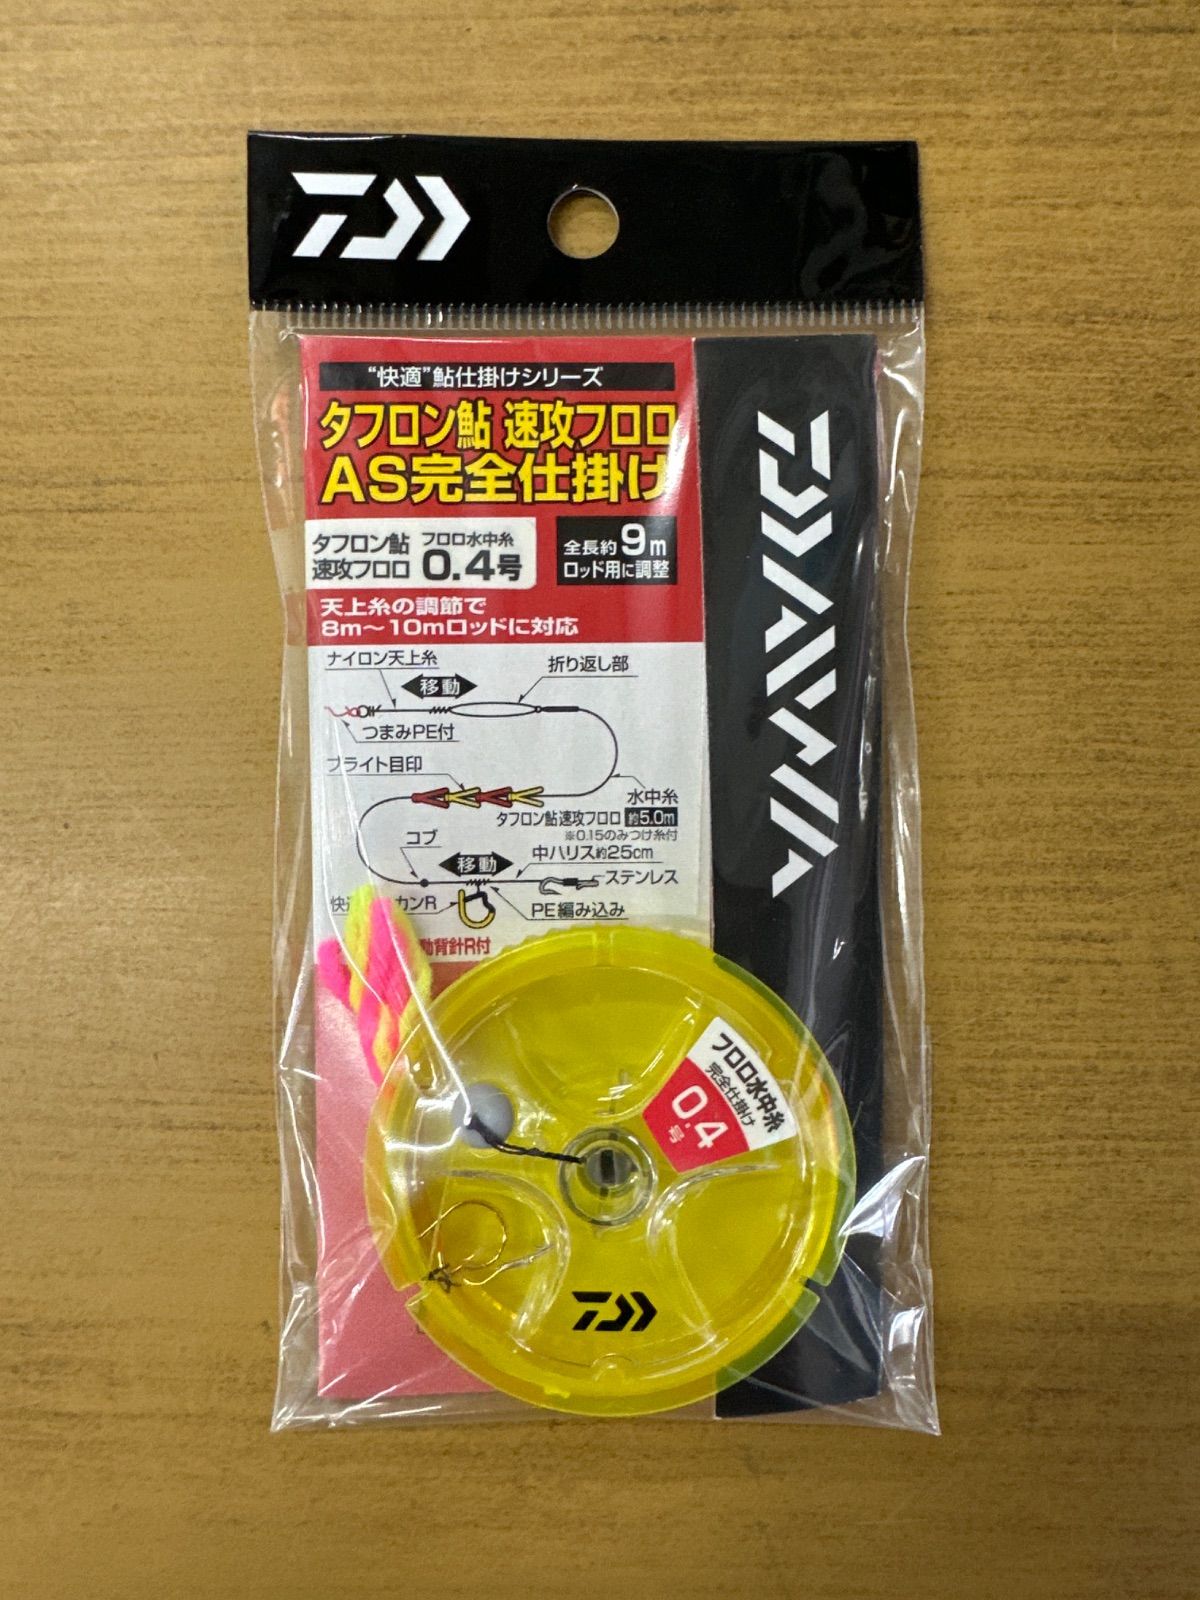 “快適”鮎仕掛けシリーズ
タフロン鮎 速攻フロロ
AS完全仕掛け
タフロン鮎
速攻フロロ
フロロ水中糸
0.4号
全長約9m
ロッド用に調整
天上糸の調節で
8m〜10mロッドに対応
ナイロン天上糸
折り返し部
移動
つまみPE付
ブライト目印
水中糸
タフロン鮎速攻フロロ 約5.0m
※0.15のみつけ糸付
コブ
移動
中ハリス約25cm
ステンレス
カンR
PE編み込み
動背針R付
DAIWA
フロロ水中糸
完全仕掛け
0.4
号